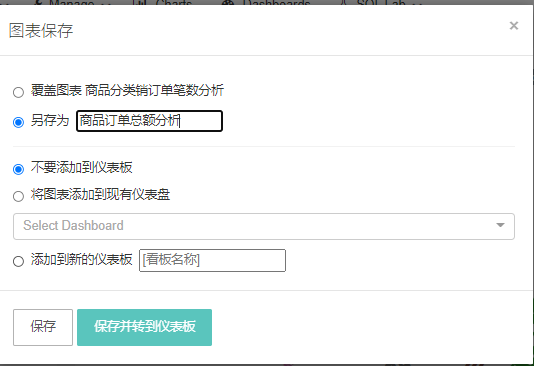 Manage
Charts
Dashboards
SQL Lab
图表保存
×
覆盖图表 商品分类销订单笔数分析
另存为 商品订单总额分析
不要添加到仪表板
将图表添加到现有仪表盘
Select Dashboard
添加到新的仪表板 [看板名称]
保存 保存并转到仪表板